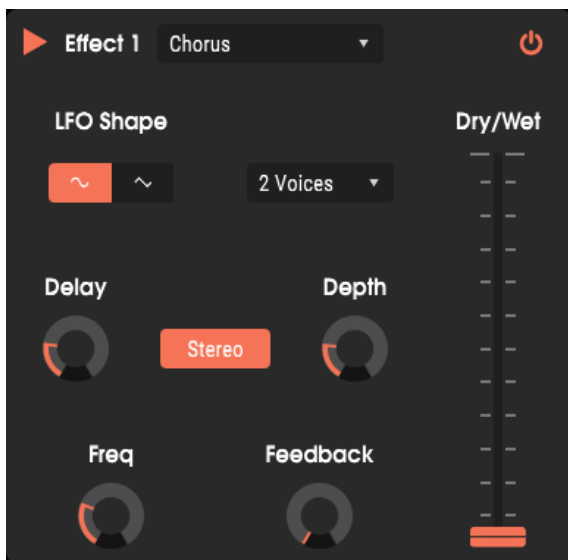 Effect 1 Chorus
LFO Shape
Dry/Wet
2 Voices
Delay
Depth
Stereo
Freq
Feedback